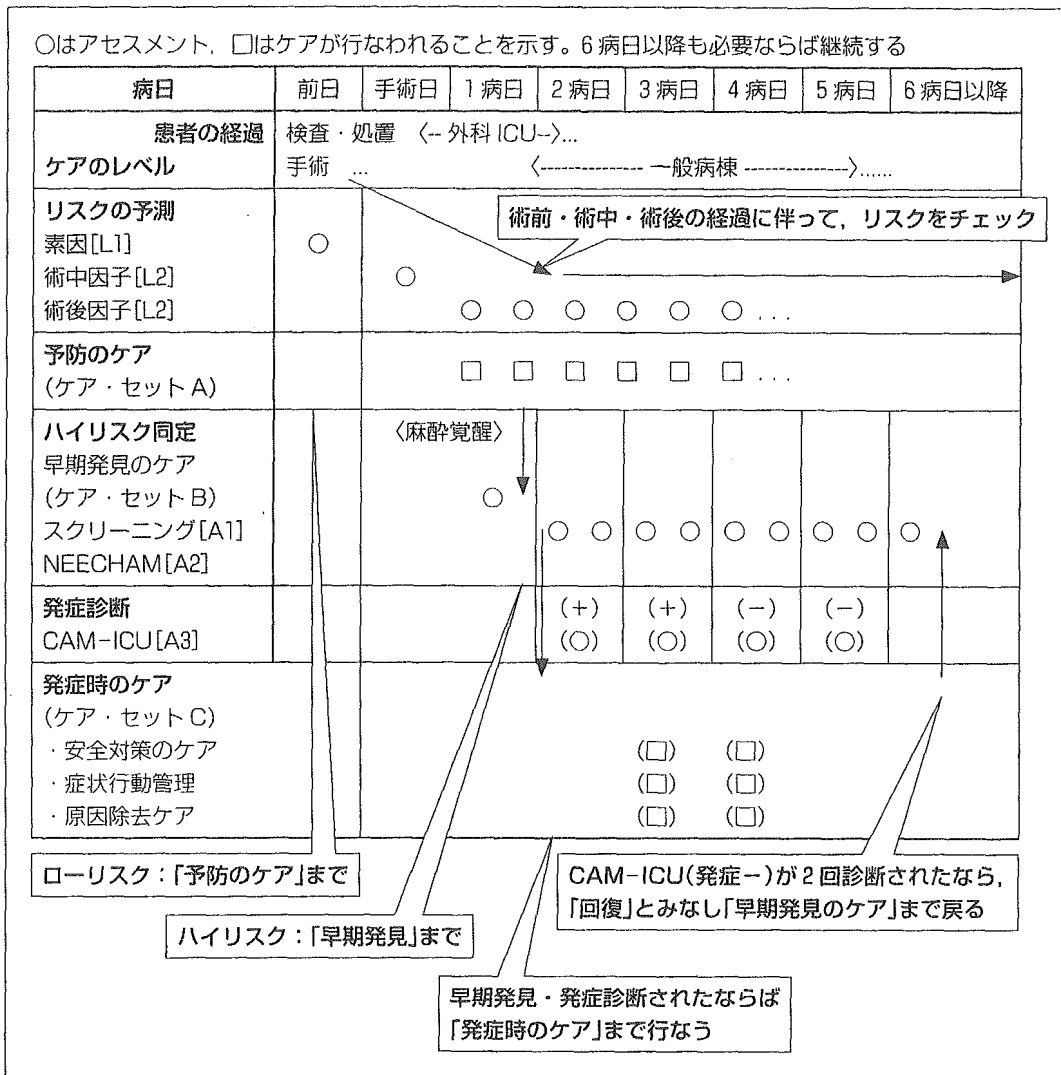 ○はアセスメント，□はケアが行なわれることを示す。6病日以降も必要ならば継続する
病日 前日 手術日 1病日 2病日 3病日 4病日 5病日 6病日以降
患者の経過 検査・処置 〈-- 外科ICU--〉...
ケアのレベル 手術 ... 〈-------------- 一般病棟 --------------〉......
リスクの予測
術前・術中・術後の経過に伴って，リスクをチェック
素因[L1] ○
術中因子[L2] ○
術後因子[L2] ○ ○ ○ ○ ○ ○ ...
予防のケア
(ケア・セットA) □ □ □ □ □ □ ...
ハイリスク同定 〈麻酔覚醒〉
早期発見のケア
(ケア・セットB) ○
スクリーニング[A1] ○ ○ ○ ○ ○ ○ ○ ○ ○
NEECHAM[A2]
発症診断 (+) (+) (−) (−)
CAM-ICU[A3] (○) (○) (○) (○)
発症時のケア
(ケア・セットC)
・安全対策のケア (□) (□)
・症状行動管理 (□) (□)
・原因除去ケア (□) (□)
ローリスク：「予防のケア」まで
CAM-ICU(発症−)が2回診断されたなら，
「回復」とみなし「早期発見のケア」まで戻る
ハイリスク：「早期発見」まで
早期発見・発症診断されたならば
「発症時のケア」まで行なう